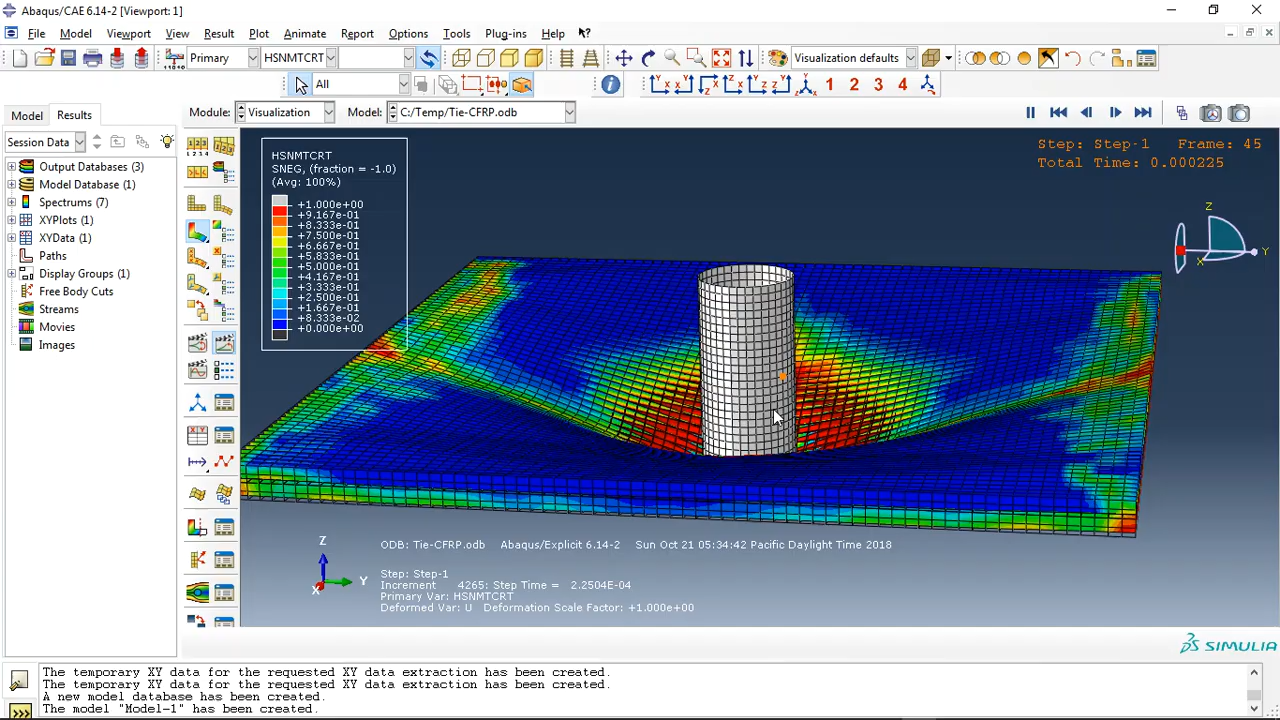 Abaqus/CAE 6.14-2 [Viewport: 1]
File Model Viewport View Result Plot Animate Report Options Tools Plug-ins Help
Primary HSNMTCRT Visualization defaults
All 1 2 3 4
Module: Visualization Model: C:/Temp/Tie-CFRP.odb
Model Results
Session Data
Output Databases (3)
Model Database (1)
Spectrums (7)
XYPlots (1)
XYData (1)
Paths
Display Groups (1)
Free Body Cuts
Streams
Movies
Images
HSNMTCRT
SNEG, (fraction = -1.0)
(Avg: 100%)
+1.000e+00
+9.167e-01
+8.333e-01
+7.500e-01
+6.667e-01
+5.833e-01
+5.000e-01
+4.167e-01
+3.333e-01
+2.500e-01
+1.667e-01
+8.333e-02
+0.000e+00
Step: Step-1 Frame: 45
Total Time: 0.000225
Z
X
Y
Z
Y
X
ODB: Tie-CFRP.odb Abaqus/Explicit 6.14-2 Sun Oct 21 05:34:42 Pacific Daylight Time 2018
Step: Step-1
Increment 4265: Step Time = 2.2504E-04
Primary Var: HSNMTCRT
Deformed Var: U Deformation Scale Factor: +1.000e+00
SIMULIA
The temporary XY data for the requested XY data extraction has been created.
The temporary XY data for the requested XY data extraction has been created.
A new model database has been created.
The model "Model-1" has been created.
>>>